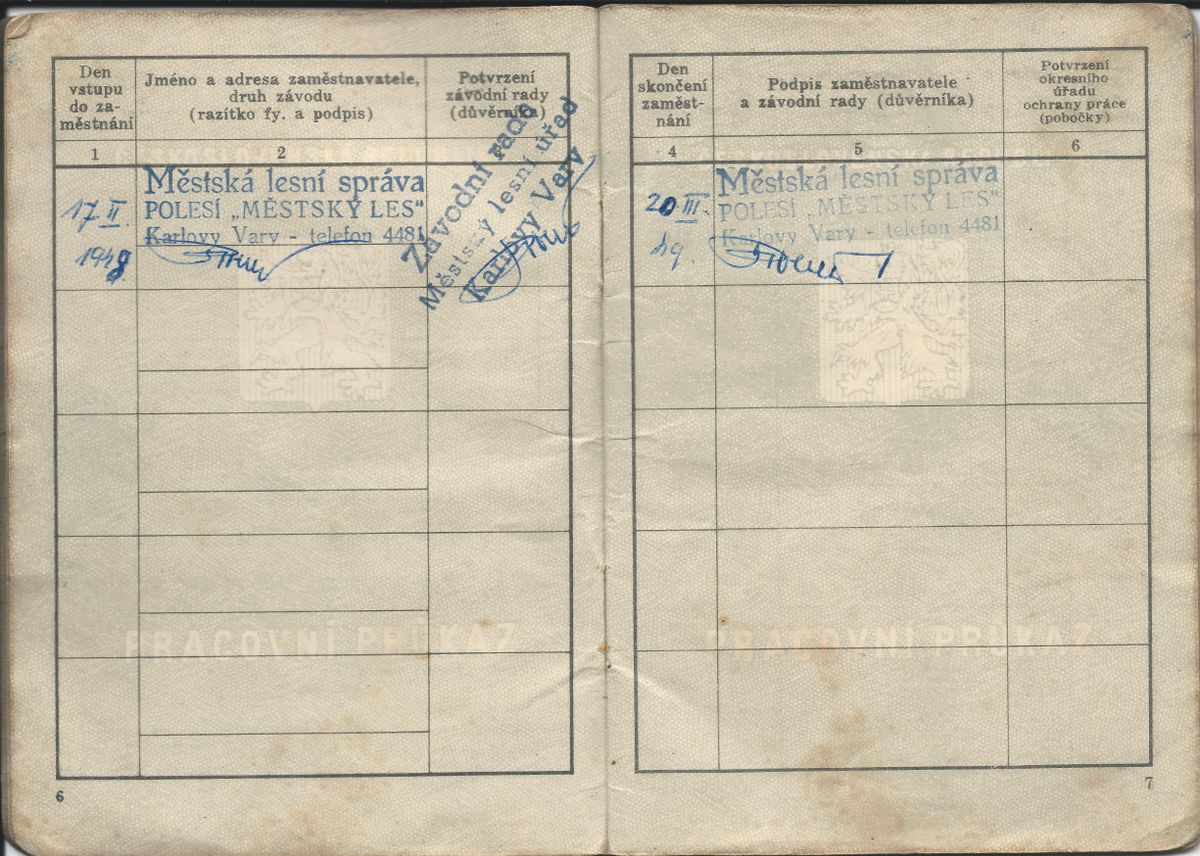 Den
vstupu
do za-
městnání
Jméno a adresa zaměstnavatele,
druh závodu
(razítko fy. a podpis)
Potvrzení
závodní rady
(důvěrníka)
1
2
Městská lesní správa
POLESÍ „MĚSTSKÝ LES“
Karlovy Vary - telefon 4481
17. II.
1948
Závodní rada
Městský lesní úřad
Karlovy Vary
PRACOVNÍ PRŮKAZ
6
Den
skončení
zaměst-
nání
Podpis zaměstnavatele
a závodní rady (důvěrníka)
Potvrzení
okresního
úřadu
ochrany práce
(pobočky)
4
5
6
20 III.
Městská lesní správa
POLESÍ „MĚSTSKÝ LES“
Karlovy Vary - telefon 4481
PRACOVNÍ PRŮKAZ
7